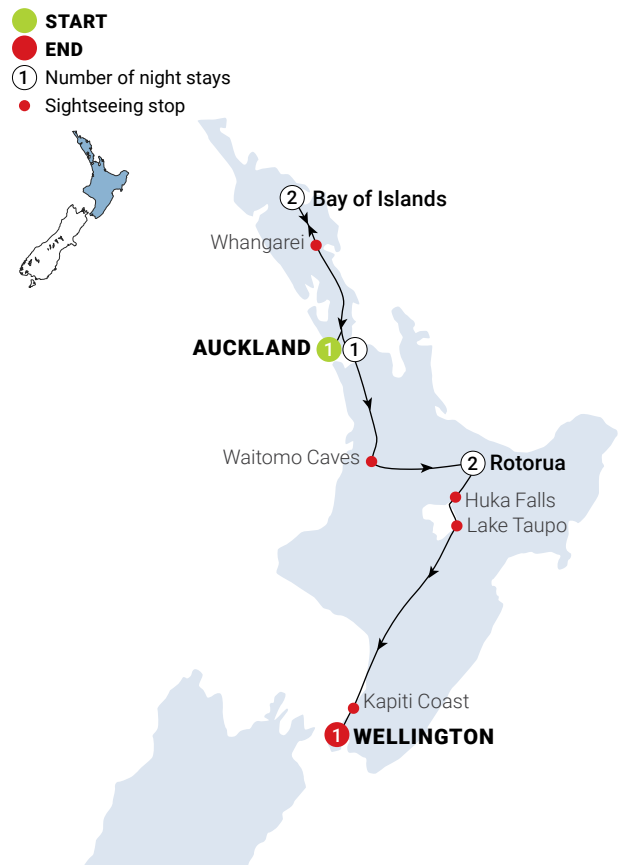 START
END
1 Number of night stays
Sightseeing stop
2 Bay of Islands
Whangarei
AUCKLAND 1 1
Waitomo Caves
2 Rotorua
Huka Falls
Lake Taupo
Kapiti Coast
1 WELLINGTON